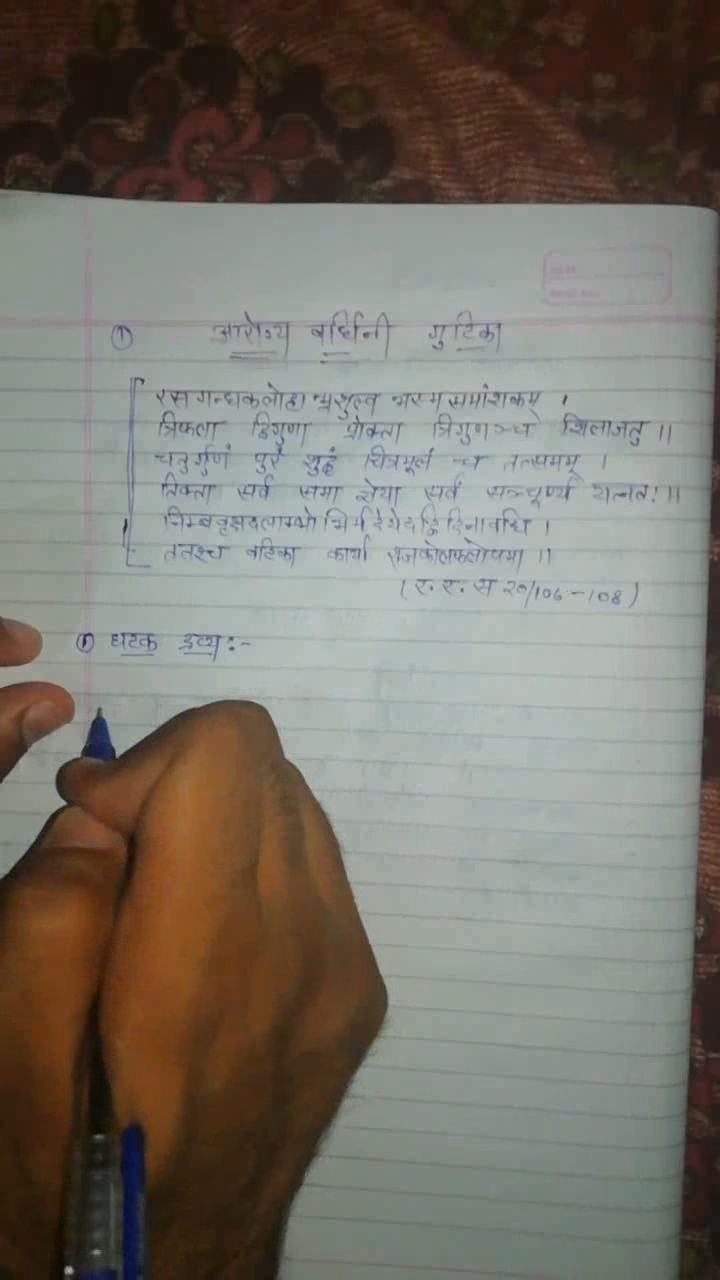 ① आरोग्य वर्धिनी गुटिका
रस गन्धक लोहाभ्रशुल्व भस्म समांशकम् ।
त्रिफला द्विगुणा प्रोक्ता त्रिगुणञ्च शिलाजतु ॥
चतुर्गुणं पुरं शुद्धं चित्रमूलं च तत्समम् ।
तिक्ता सर्व समा ज्ञेया सर्वं सञ्चूर्ण्य यत्नतः ॥
निम्बवृक्षदलाम्भोभिर्मर्दयेद्द्विदिनावधि ।
ततश्च वटिका कार्या राजकोलफलोपमा ॥
(र. र. स 20/106-108)
① घटक द्रव्य :-